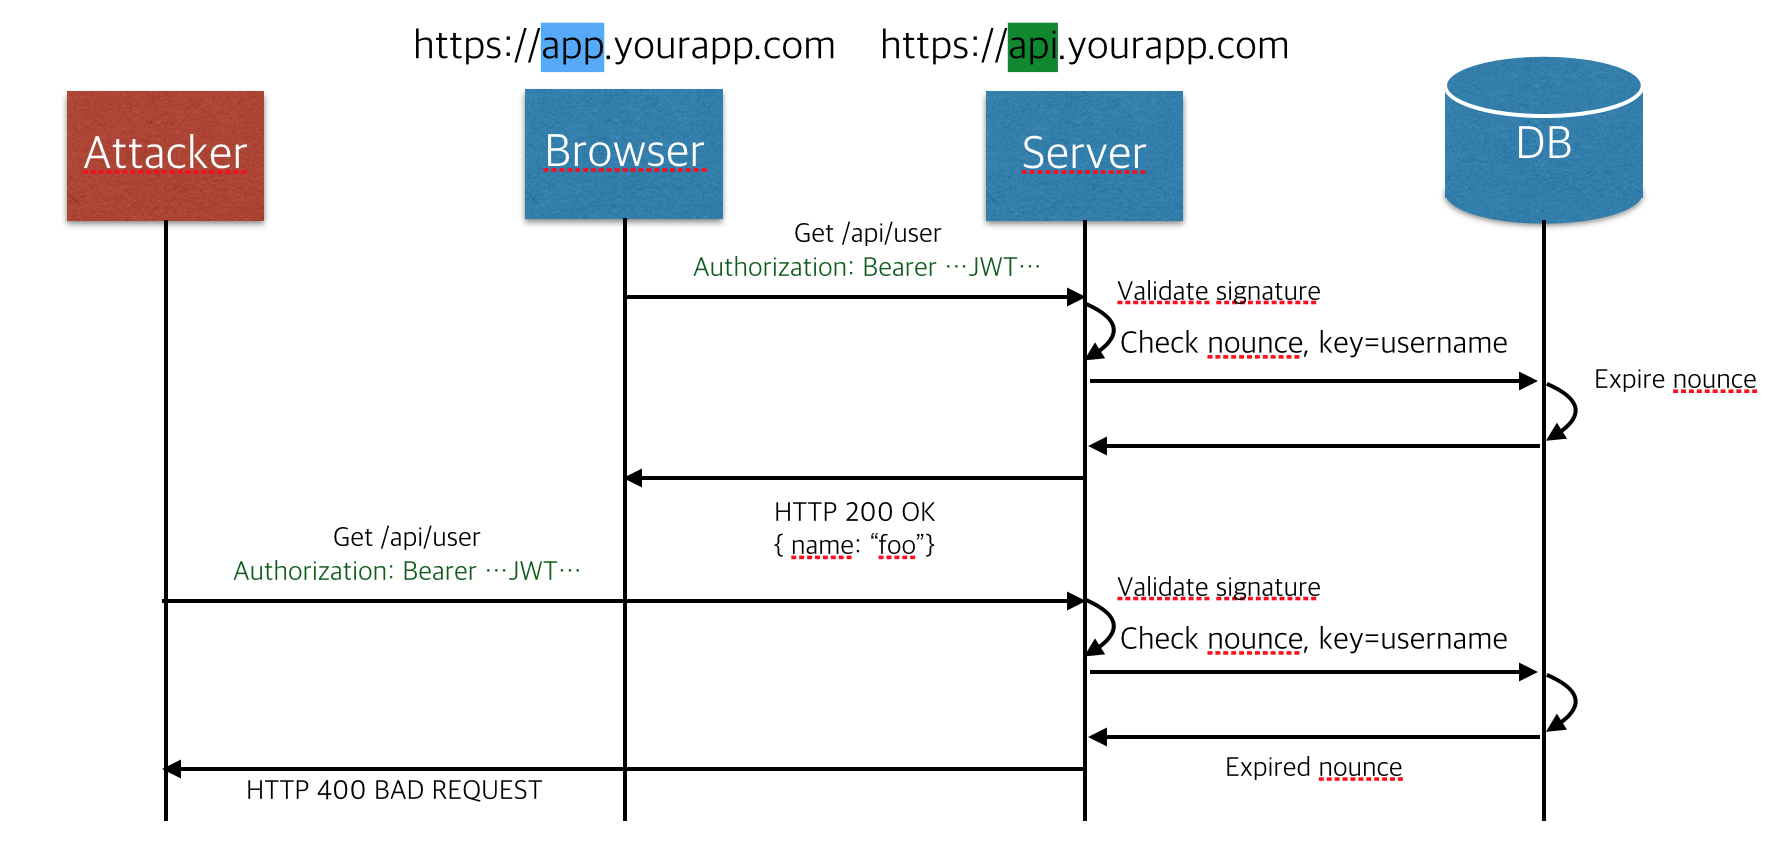 https://app.yourapp.com
https://api.yourapp.com
Attacker
Browser
Server
DB
Get /api/user
Authorization: Bearer …JWT…
Validate signature
Check nounce, key=username
Expire nounce
HTTP 200 OK
{ name: “foo”}
Get /api/user
Authorization: Bearer …JWT…
Validate signature
Check nounce, key=username
Expired nounce
HTTP 400 BAD REQUEST